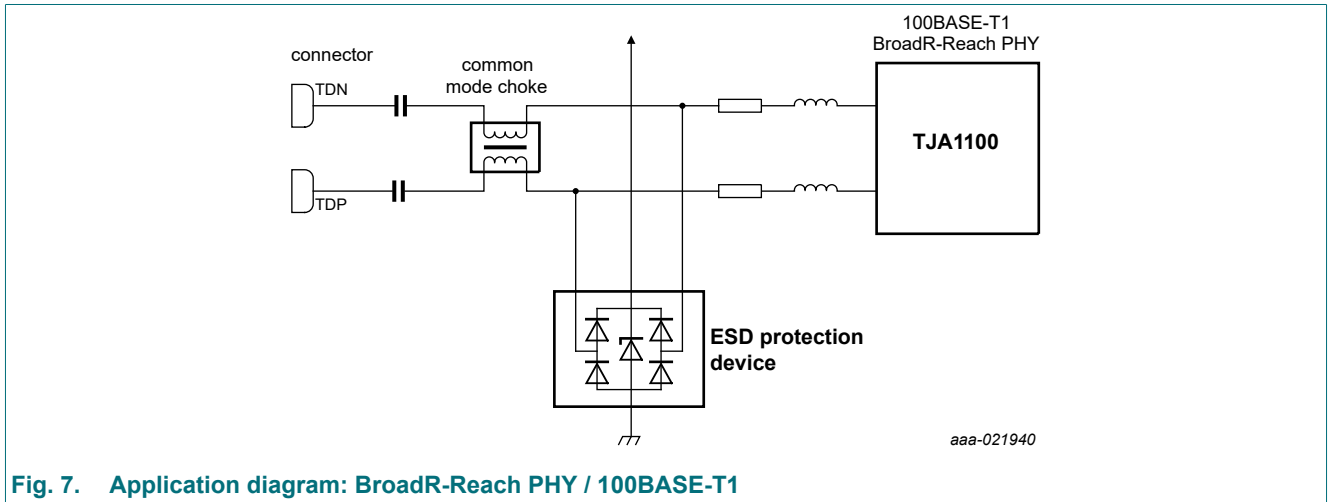 100BASE-T1
BroadR-Reach PHY
connector
common
mode choke
TDN
TJA1100
TDP
ESD protection
device
aaa-021940
Fig. 7. Application diagram: BroadR-Reach PHY / 100BASE-T1